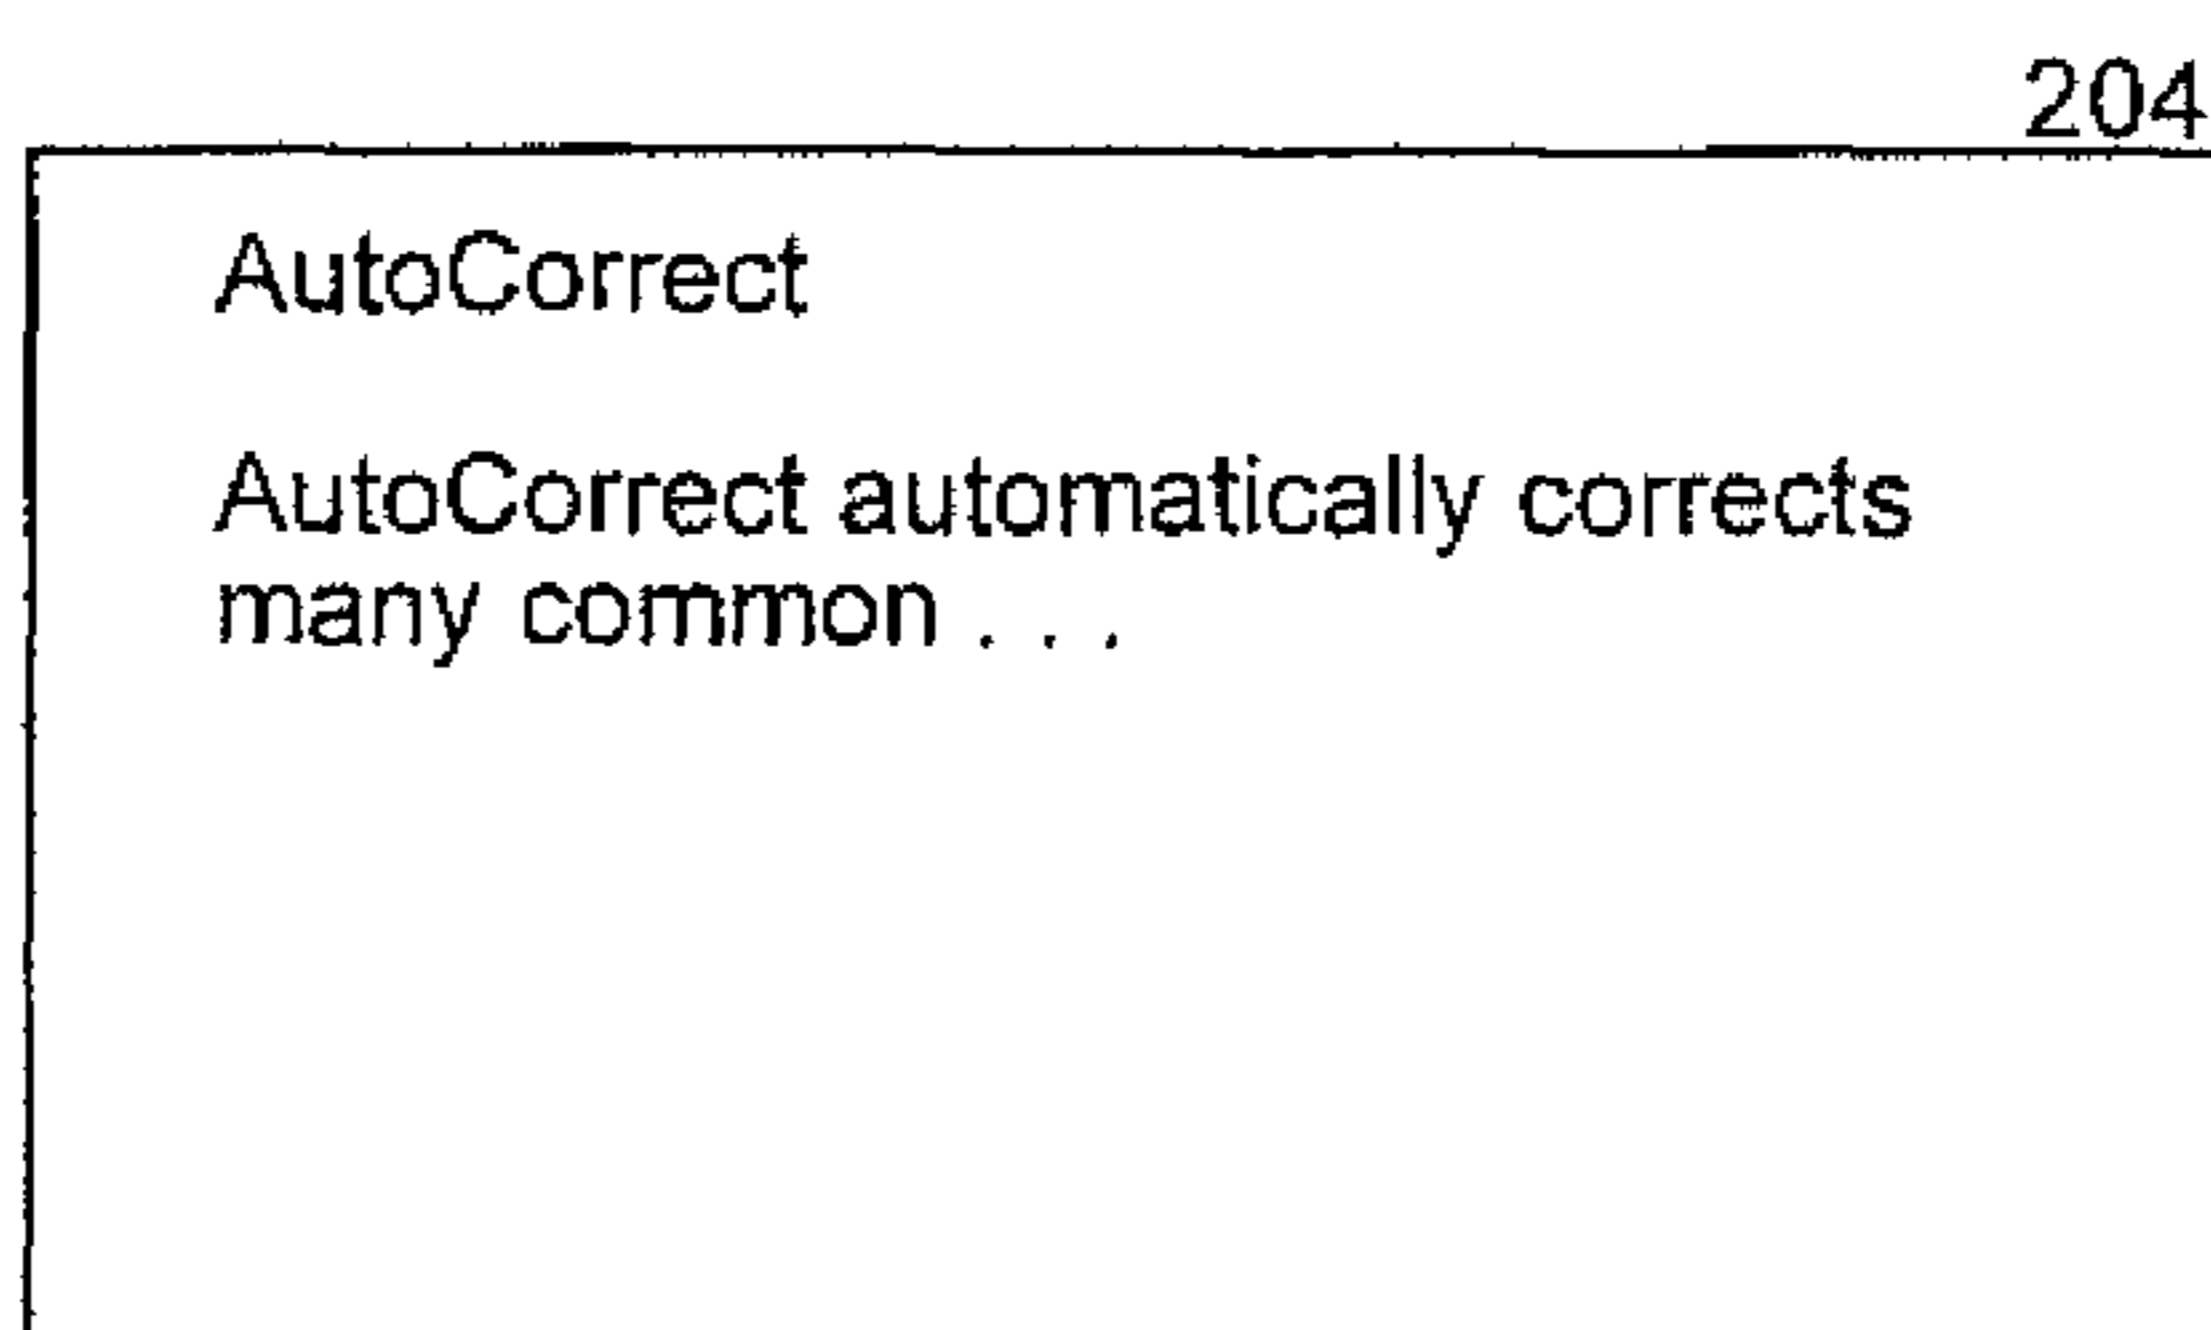 204
AutoCorrect
AutoCorrect automatically corrects
many common . . .